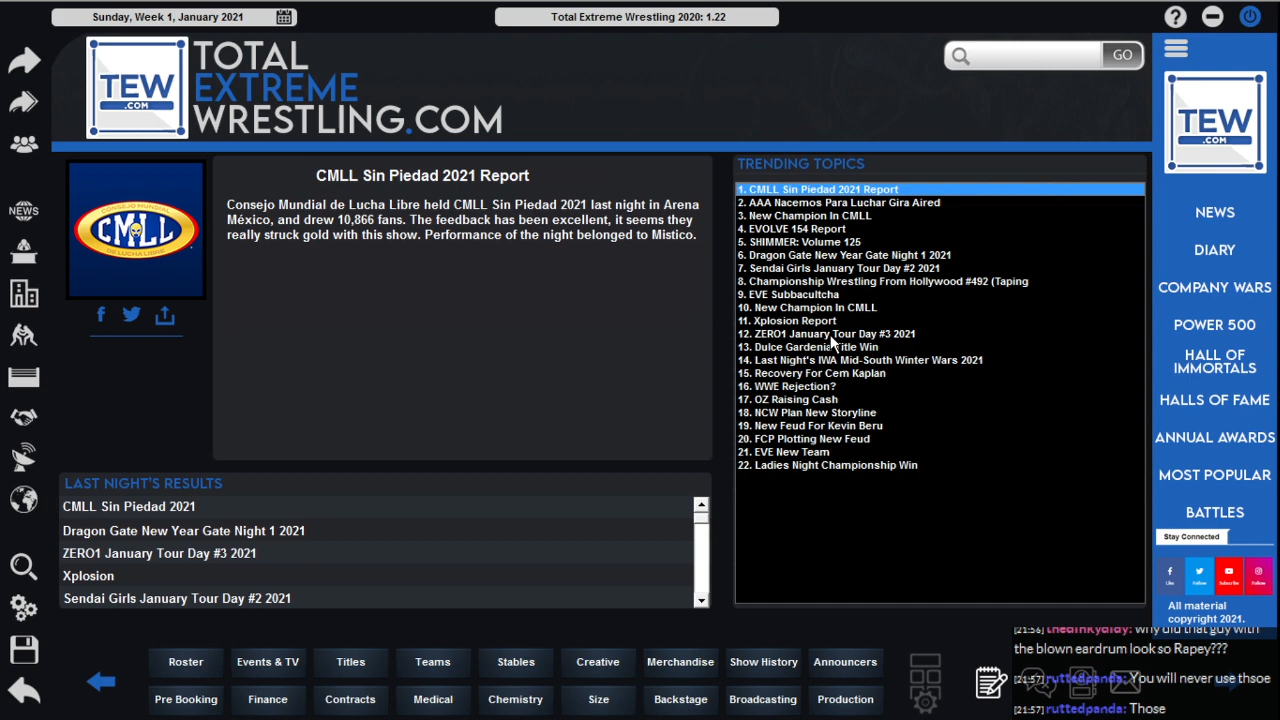 Sunday, Week 1, January 2021
Total Extreme Wrestling 2020: 1.22
TEW
.COM
TOTAL
EXTREME
WRESTLING.COM
GO
TEW
.COM
CONSEJO MUNDIAL
CMLL
DE LUCHA LIBRE
CMLL Sin Piedad 2021 Report
Consejo Mundial de Lucha Libre held CMLL Sin Piedad 2021 last night in Arena
México, and drew 10,866 fans. The feedback has been excellent, it seems they
really struck gold with this show. Performance of the night belonged to Mistico.
TRENDING TOPICS
1. CMLL Sin Piedad 2021 Report
2. AAA Nacemos Para Luchar Gira Aired
3. New Champion In CMLL
4. EVOLVE 154 Report
5. SHIMMER: Volume 125
6. Dragon Gate New Year Gate Night 1 2021
7. Sendai Girls January Tour Day #2 2021
8. Championship Wrestling From Hollywood #492 (Taping
9. EVE Subbacultcha
10. New Champion In CMLL
11. Xplosion Report
12. ZERO1 January Tour Day #3 2021
13. Dulce Gardenia Title Win
14. Last Night's IWA Mid-South Winter Wars 2021
15. Recovery For Cem Kaplan
16. WWE Rejection?
17. OZ Raising Cash
18. NCW Plan New Storyline
19. New Feud For Kevin Beru
20. FCP Plotting New Feud
21. EVE New Team
22. Ladies Night Championship Win
LAST NIGHT'S RESULTS
CMLL Sin Piedad 2021
Dragon Gate New Year Gate Night 1 2021
ZERO1 January Tour Day #3 2021
Xplosion
Sendai Girls January Tour Day #2 2021
NEWS
NEWS
DIARY
COMPANY WARS
POWER 500
HALL OF
IMMORTALS
HALLS OF FAME
ANNUAL AWARDS
MOST POPULAR
BATTLES
Stay Connected
Like
Follow
Subscribe
Follow
All material
copyright 2021.
Roster
Events & TV
Titles
Teams
Stables
Creative
Merchandise
Show History
Announcers
Pre Booking
Finance
Contracts
Medical
Chemistry
Size
Backstage
Broadcasting
Production
[21:56] thedinkydidy: why did that guy with
the blown eardrum look so Rapey???
[21:57] ruttedpanda: You will never use thsoe
[21:57] ruttedpanda: Those